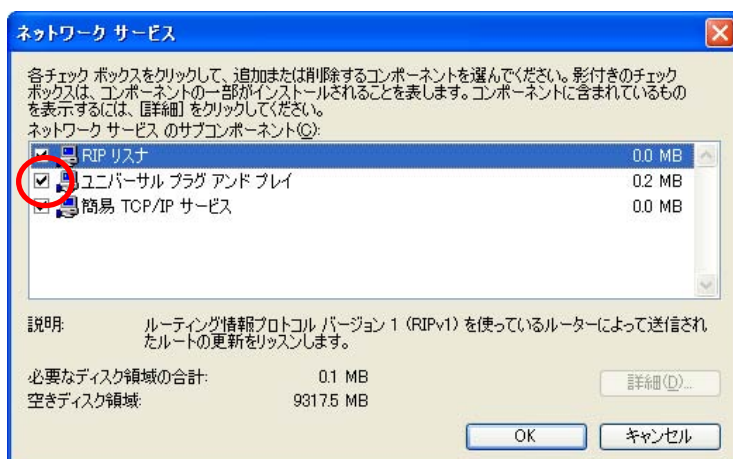 ネットワーク サービス
各チェック ボックスをクリックして、追加または削除するコンポーネントを選んでください。影付きのチェック
ボックスは、コンポーネントの一部がインストールされることを表します。コンポーネントに含まれているもの
を表示するには、[詳細] をクリックしてください。
ネットワーク サービス のサブコンポーネント(C):
RIP リスナ 0.0 MB
ユニバーサル プラグ アンド プレイ 0.2 MB
簡易 TCP/IP サービス 0.0 MB
説明: ルーティング情報プロトコル バージョン 1 (RIPv1) を使っているルーターによって送信され
たルートの更新をリッスンします。
必要なディスク領域の合計: 0.1 MB
空きディスク領域: 9317.5 MB
詳細(D)...
OK キャンセル